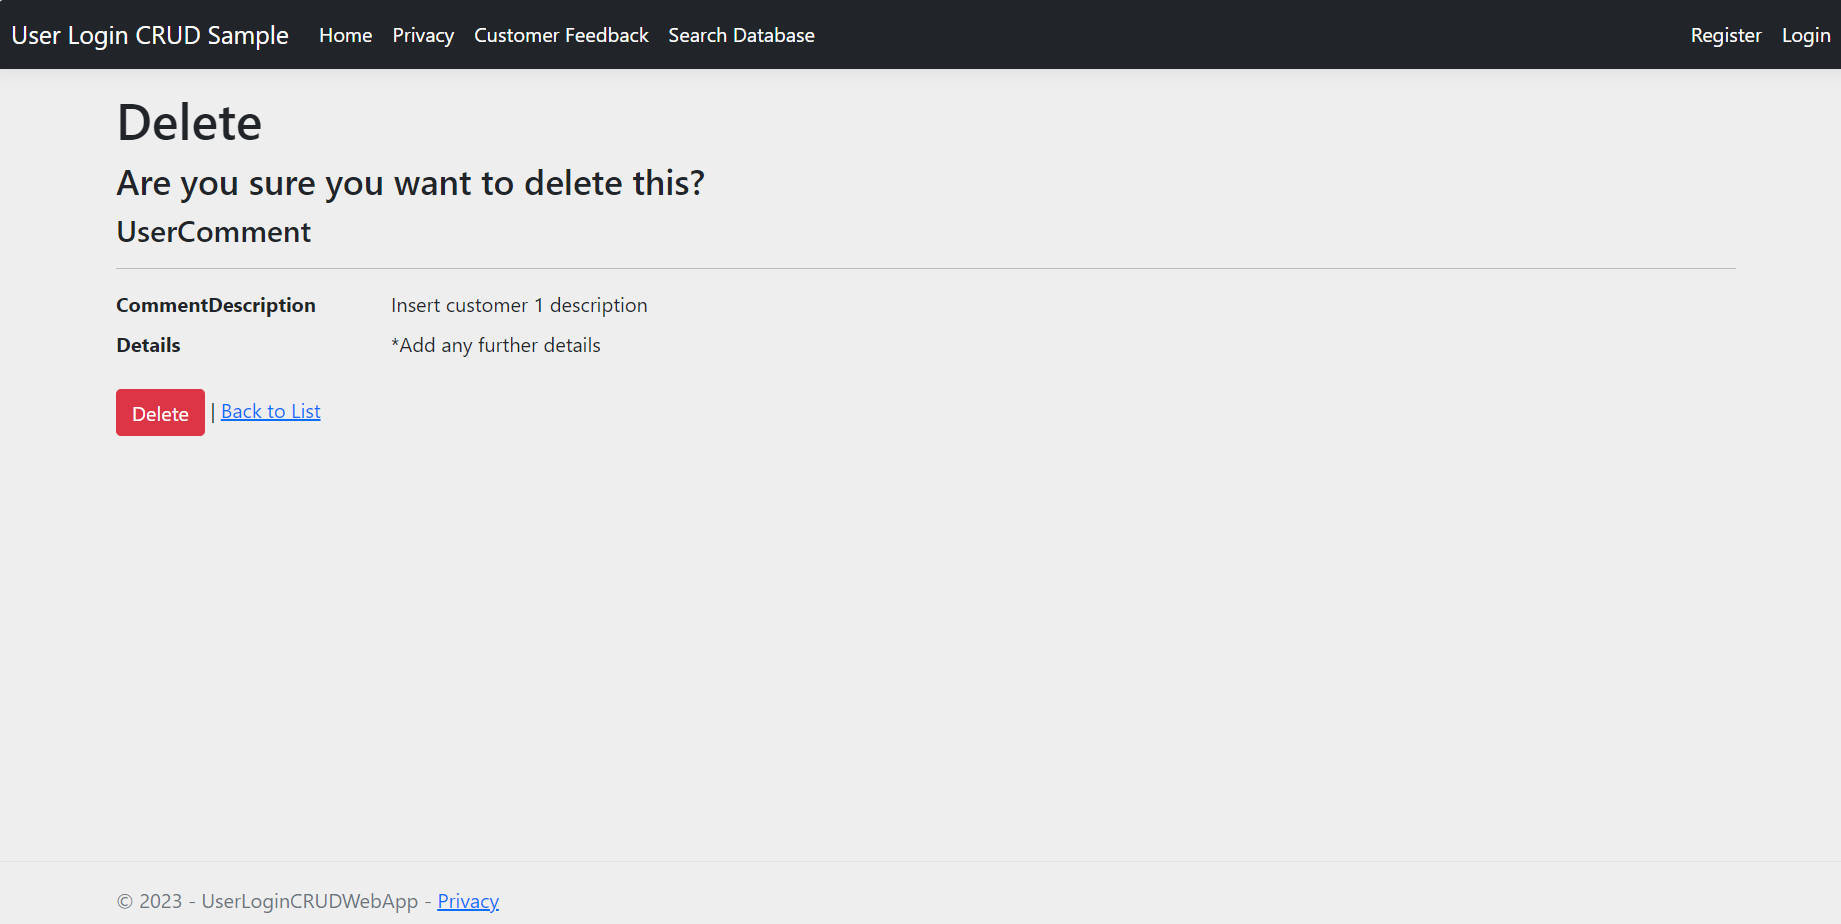 User Login CRUD Sample Home Privacy Customer Feedback Search Database Register Login
Delete
Are you sure you want to delete this?
UserComment
CommentDescription Insert customer 1 description
Details *Add any further details
Delete | Back to List
© 2023 - UserLoginCRUDWebApp - Privacy